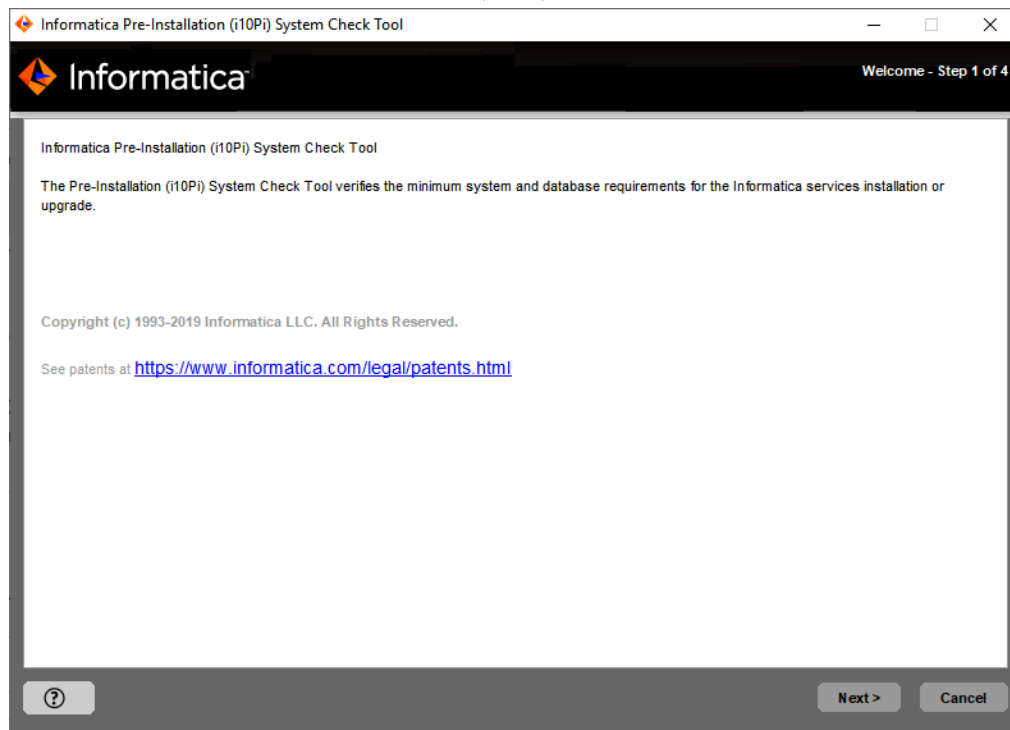 Informatica Pre-Installation (i10Pi) System Check Tool
Informatica
Welcome - Step 1 of 4
Informatica Pre-Installation (i10Pi) System Check Tool
The Pre-Installation (i10Pi) System Check Tool verifies the minimum system and database requirements for the Informatica services installation or
upgrade.
Copyright (c) 1993-2019 Informatica LLC. All Rights Reserved.
See patents at https://www.informatica.com/legal/patents.html
?
Next >
Cancel